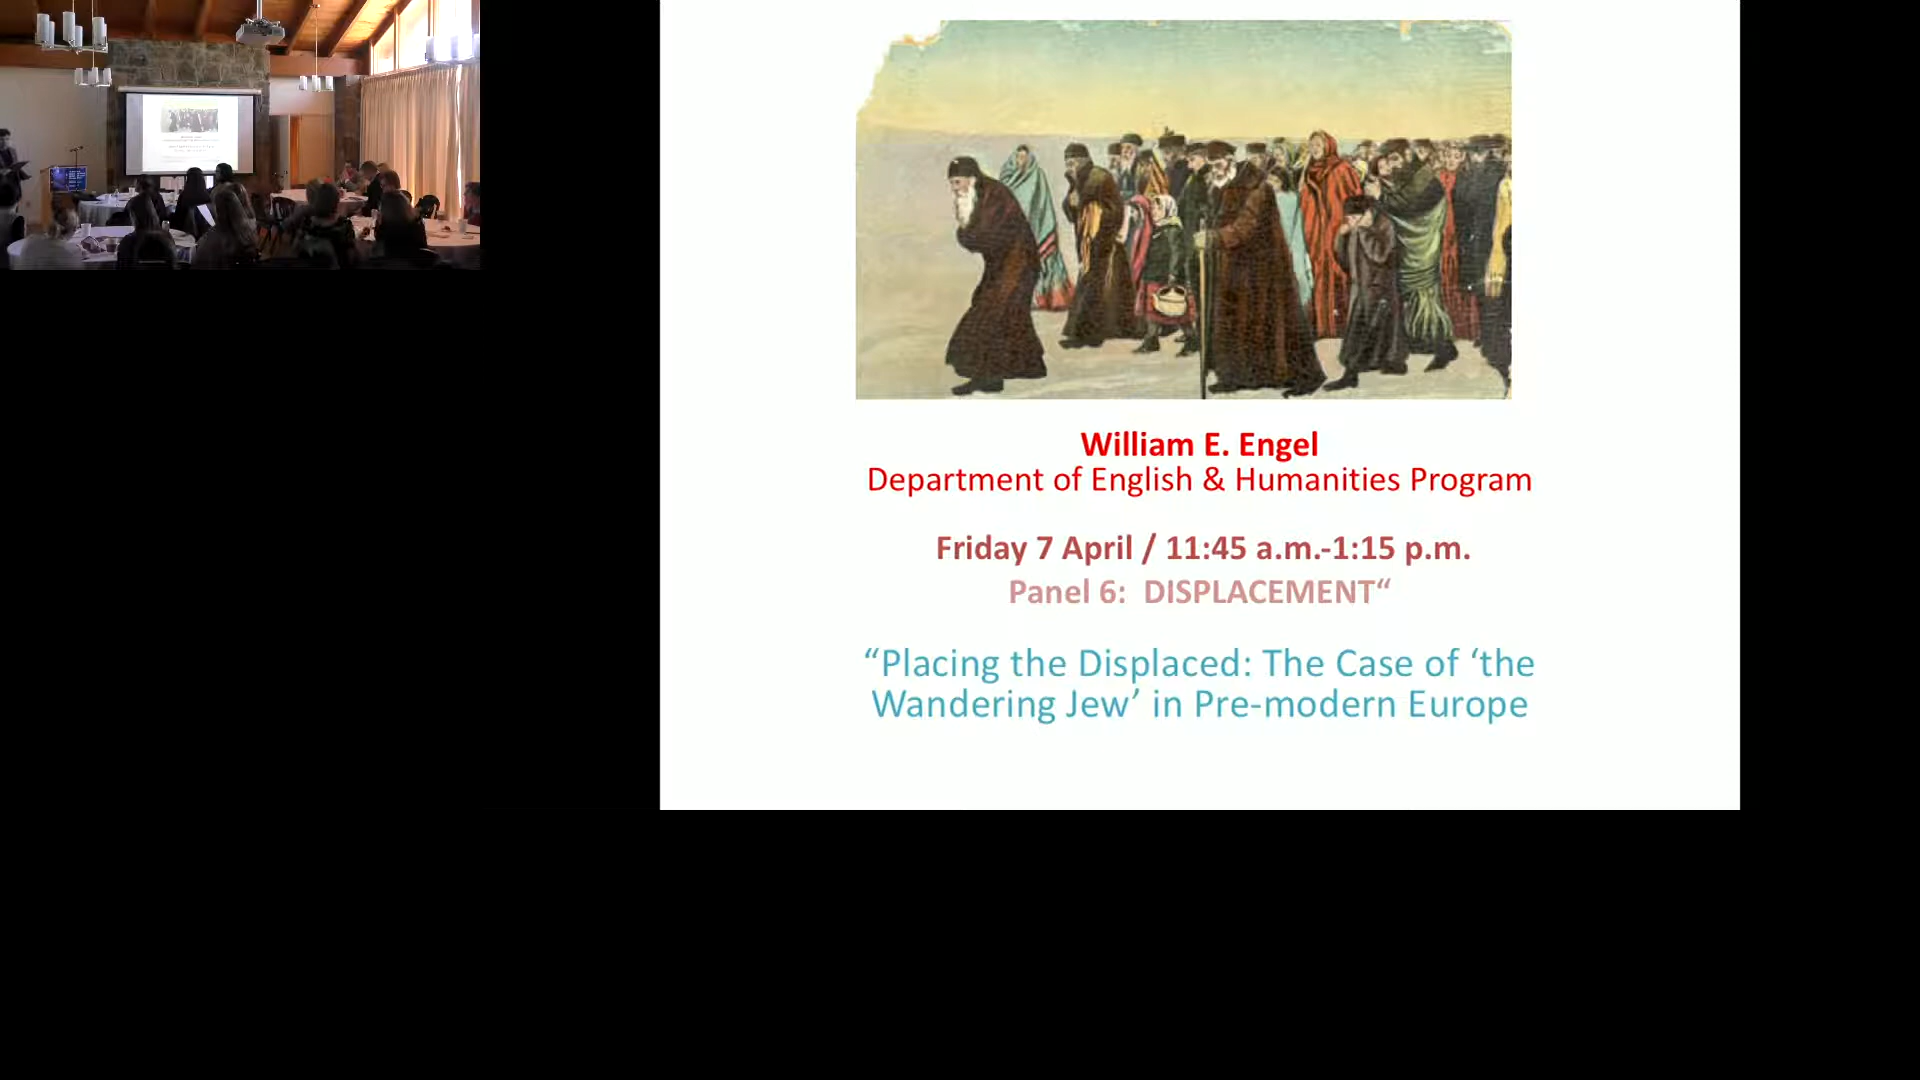 William E. Engel
Department of English & Humanities Program
Friday 7 April / 11:45 a.m.-1:15 p.m.
Panel 6:  DISPLACEMENT“
“Placing the Displaced: The Case of ‘the
Wandering Jew’ in Pre-modern Europe